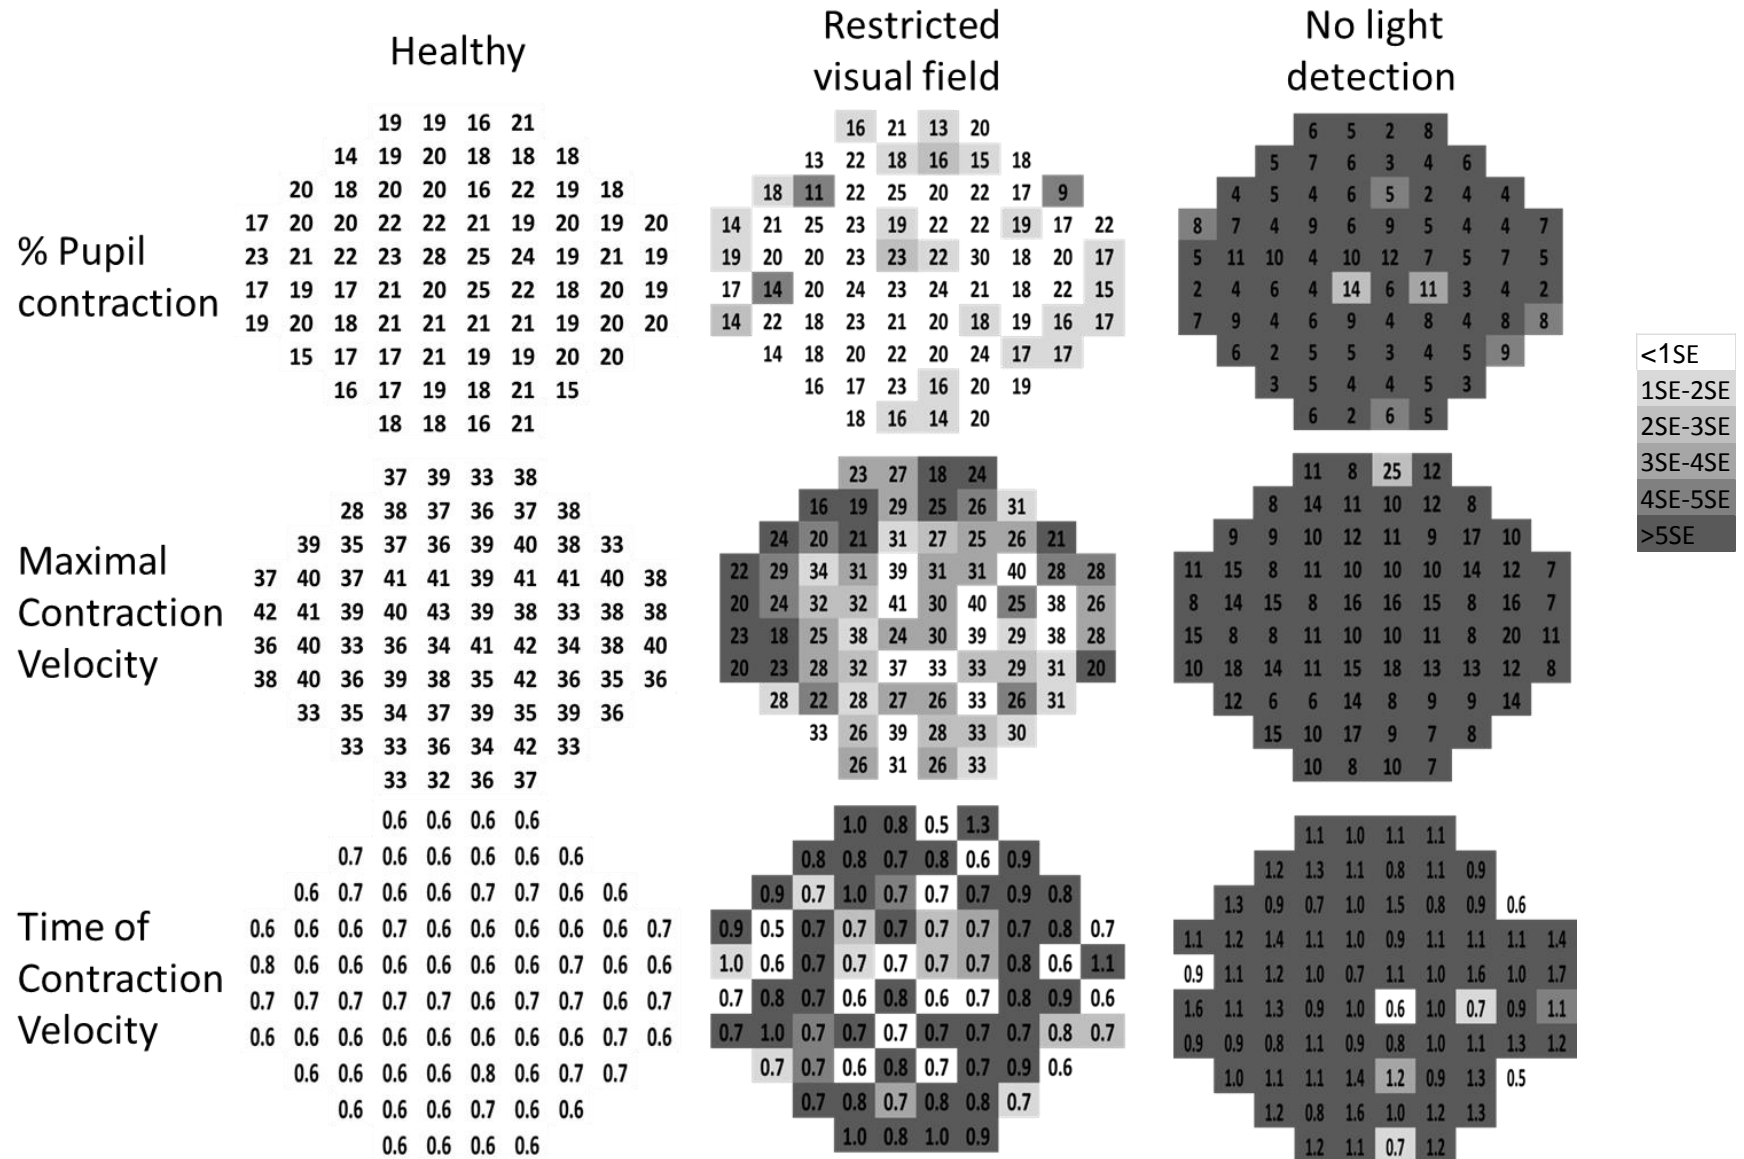 Healthy
Restricted
visual field
No light
detection
% Pupil
contraction
19 19 16 21
14 19 20 18 18 18
20 18 20 20 16 22 19 18
17 20 20 22 22 21 19 20 19 20
23 21 22 23 28 25 24 19 21 19
17 19 17 21 20 25 22 18 20 19
19 20 18 21 21 21 21 19 20 20
15 17 17 21 19 19 20 20
16 17 19 18 21 15
18 18 16 21
16 21 13 20
13 22 18 16 15 18
18 11 22 25 20 22 17 9
14 21 25 23 19 22 22 19 17 22
19 20 20 23 23 22 30 18 20 17
17 14 20 24 23 24 21 18 22 15
14 22 18 23 21 20 18 19 16 17
14 18 20 22 20 24 17 17
16 17 23 16 20 19
18 16 14 20
6 5 2 8
5 7 6 3 4 6
4 5 4 6 5 2 4 4
8 7 4 9 6 9 5 4 4 7
5 11 10 4 10 12 7 5 7 5
2 4 6 4 14 6 11 3 4 2
7 9 4 6 9 4 8 4 8 8
6 2 5 5 3 4 5 9
3 5 4 4 5 3
6 2 6 5
<1SE
1SE-2SE
2SE-3SE
3SE-4SE
4SE-5SE
>5SE
Maximal
Contraction
Velocity
37 39 33 38
28 38 37 36 37 38
39 35 37 36 39 40 38 33
37 40 37 41 41 39 41 41 40 38
42 41 39 40 43 39 38 33 38 38
36 40 33 36 34 41 42 34 38 40
38 40 36 39 38 35 42 36 35 36
33 35 34 37 39 35 39 36
33 33 36 34 42 33
33 32 36 37
23 27 18 24
16 19 29 25 26 31
24 20 21 31 27 25 26 21
22 29 34 31 39 31 31 40 28 28
20 24 32 32 41 30 40 25 38 26
23 18 25 38 24 30 39 29 38 28
20 23 28 32 37 33 33 29 31 20
28 22 28 27 26 33 26 31
33 26 39 28 33 30
26 31 26 33
11 8 25 12
8 14 11 10 12 8
9 9 10 12 11 9 17 10
11 15 8 11 10 10 10 14 12 7
8 14 15 8 16 16 15 8 16 7
15 8 8 11 10 10 11 8 20 11
10 18 14 11 15 18 13 13 12 8
12 6 6 14 8 9 9 14
15 10 17 9 7 8
10 8 10 7
Time of
Contraction
Velocity
0.6 0.6 0.6 0.6
0.7 0.6 0.6 0.6 0.6 0.6
0.6 0.7 0.6 0.6 0.7 0.7 0.6 0.6
0.6 0.6 0.6 0.7 0.6 0.6 0.6 0.6 0.6 0.7
0.8 0.6 0.6 0.6 0.6 0.6 0.6 0.7 0.6 0.6
0.7 0.7 0.7 0.7 0.7 0.6 0.7 0.7 0.6 0.7
0.6 0.6 0.6 0.6 0.6 0.6 0.6 0.6 0.7 0.6
0.6 0.6 0.6 0.6 0.8 0.6 0.7 0.7
0.6 0.6 0.6 0.7 0.6 0.6
0.6 0.6 0.6 0.6
1.0 0.8 0.5 1.3
0.8 0.8 0.7 0.8 0.6 0.9
0.9 0.7 1.0 0.7 0.7 0.7 0.9 0.8
0.9 0.5 0.7 0.7 0.7 0.7 0.7 0.7 0.8 0.7
1.0 0.6 0.7 0.7 0.7 0.7 0.7 0.8 0.6 1.1
0.7 0.8 0.7 0.6 0.8 0.6 0.7 0.8 0.9 0.6
0.7 1.0 0.7 0.7 0.7 0.7 0.7 0.7 0.8 0.7
0.7 0.7 0.6 0.8 0.7 0.7 0.9 0.6
0.7 0.8 0.7 0.8 0.8 0.7
1.0 0.8 1.0 0.9
1.1 1.0 1.1 1.1
1.2 1.3 1.1 0.8 1.1 0.9
1.3 0.9 0.7 1.0 1.5 0.8 0.9 0.6
1.1 1.2 1.4 1.1 1.0 0.9 1.1 1.1 1.1 1.4
0.9 1.1 1.2 1.0 0.7 1.1 1.0 1.6 1.0 1.7
1.6 1.1 1.3 0.9 1.0 0.6 1.0 0.7 0.9 1.1
0.9 0.9 0.8 1.1 0.9 0.8 1.0 1.1 1.3 1.2
1.0 1.1 1.1 1.4 1.2 0.9 1.3 0.5
1.2 0.8 1.6 1.0 1.2 1.3
1.2 1.1 0.7 1.2